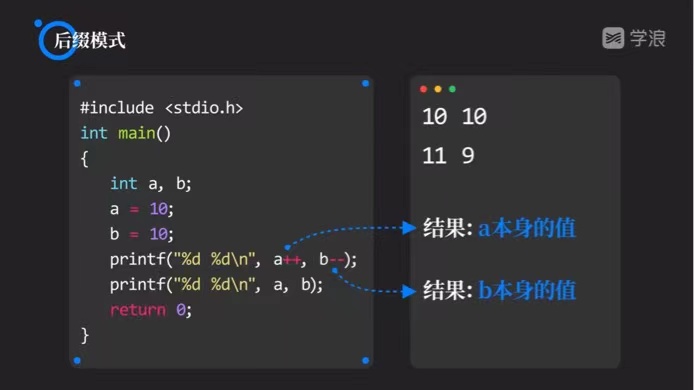 后缀模式
学浪
#include <stdio.h>
int main()
{
int a, b;
a = 10;
b = 10;
printf("%d %d\n", a++, b--);
printf("%d %d\n", a, b);
return 0;
}
10 10
11 9
结果: a本身的值
结果: b本身的值